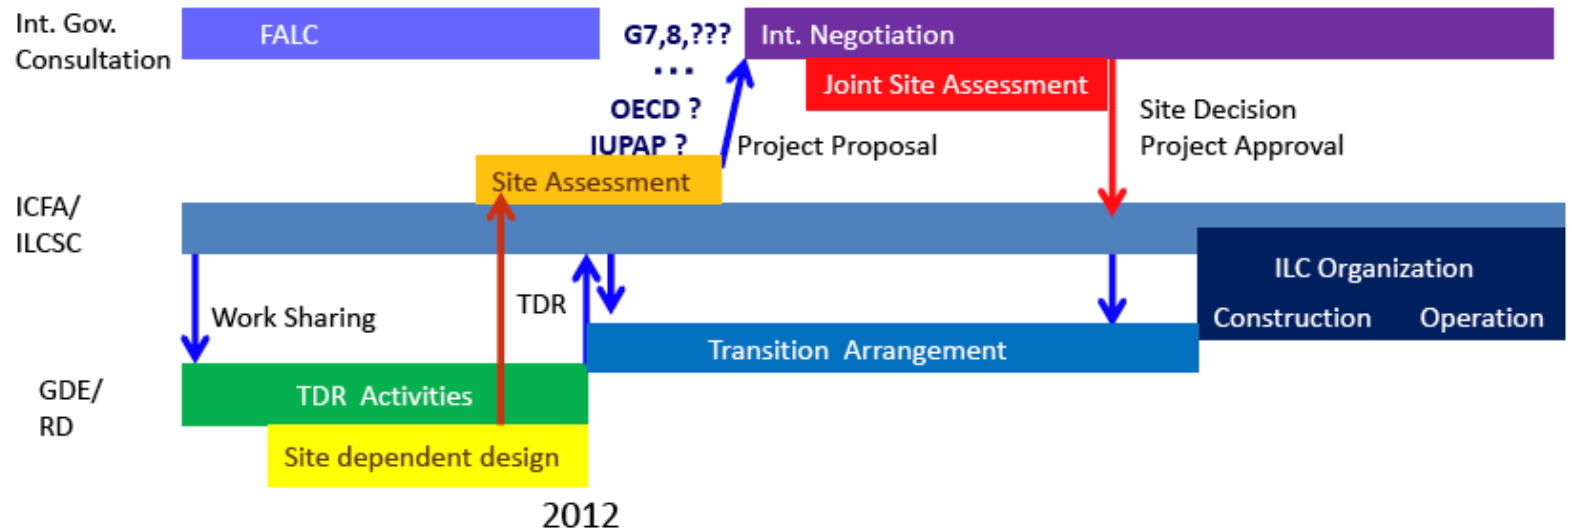 Int. Gov.
Consultation
FALC
G7,8,???
...
OECD ?
IUPAP ?
Int. Negotiation
Joint Site Assessment
Site Decision
Project Approval
Project Proposal
Site Assessment
ICFA/
ILCSC
Work Sharing
TDR
ILC Organization
Construction Operation
Transition Arrangement
GDE/
RD
TDR Activities
Site dependent design
2012